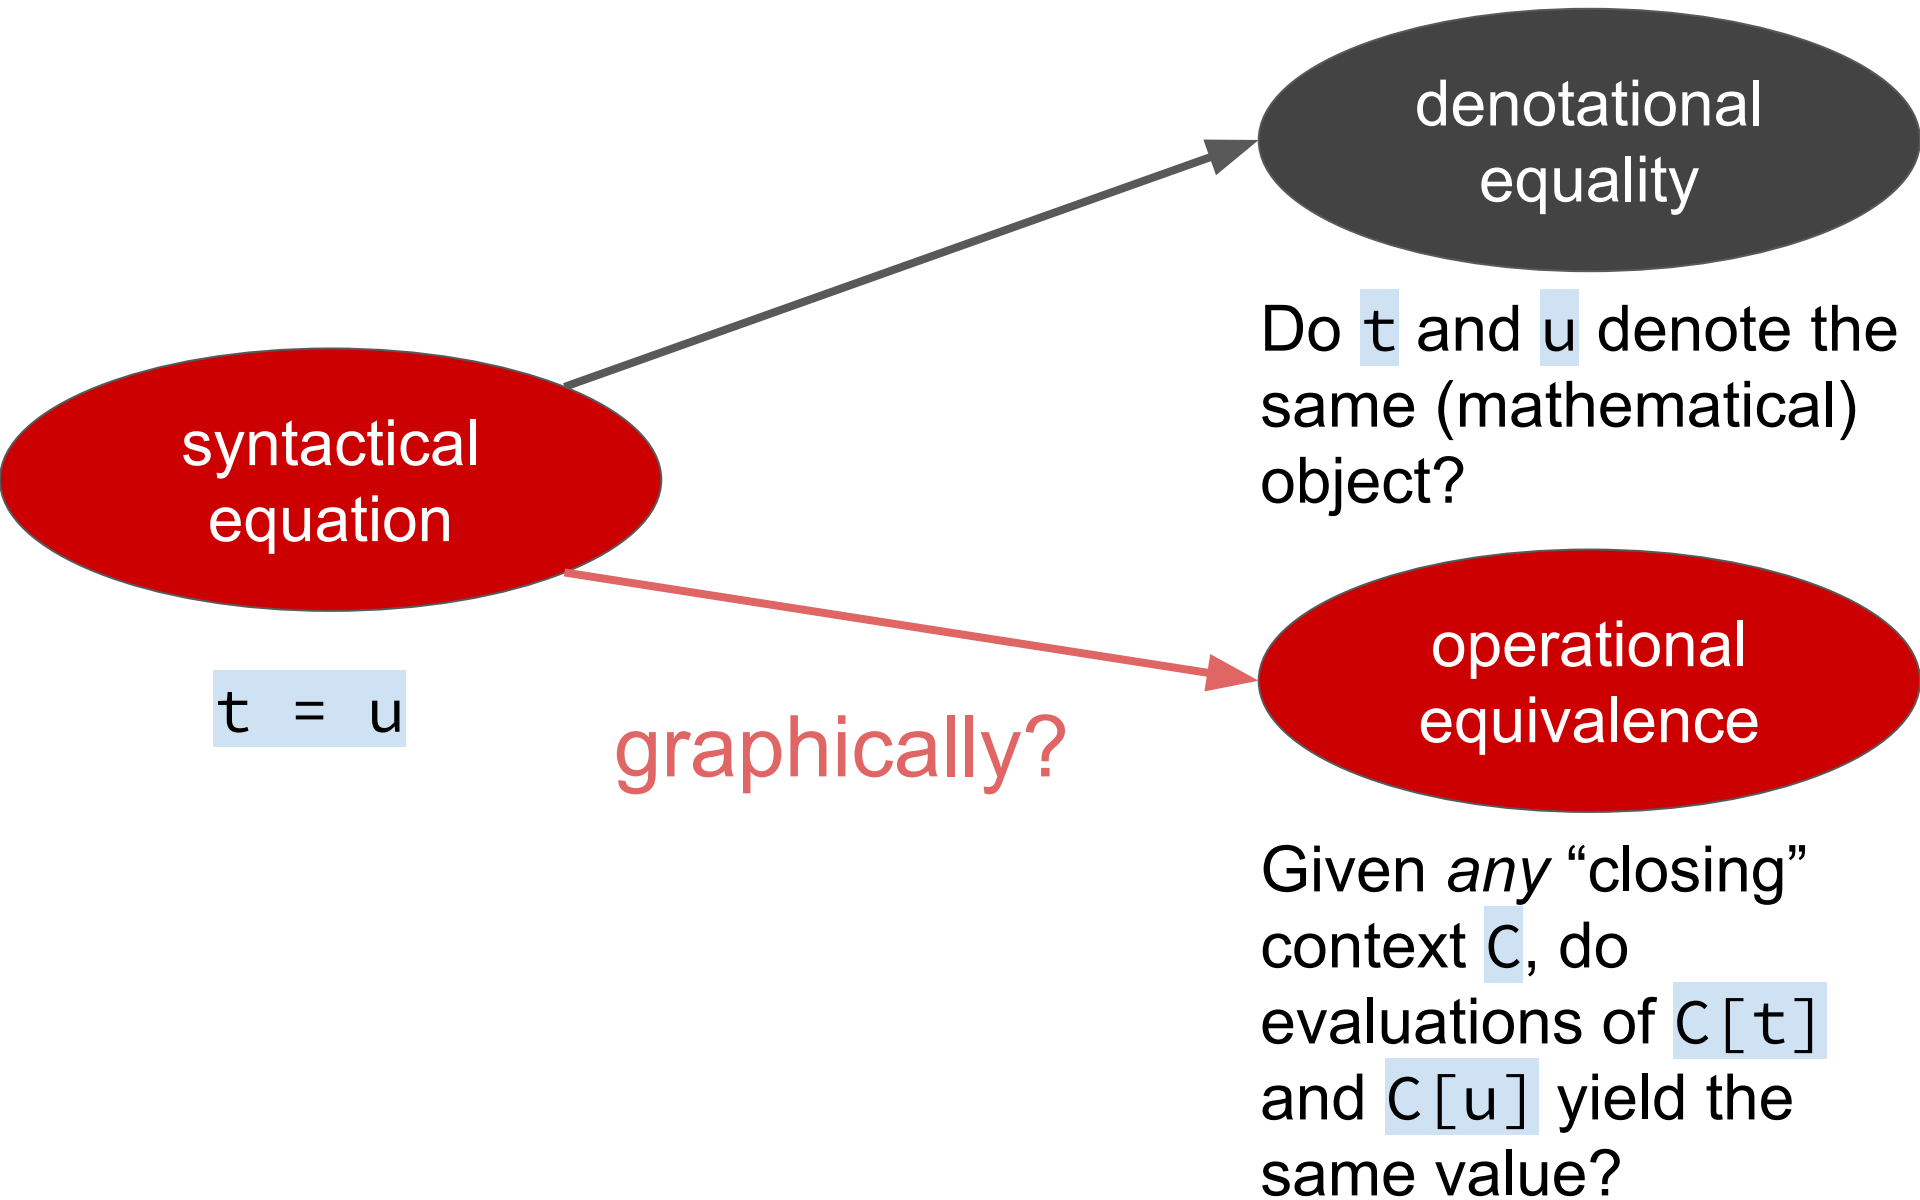 denotational
equality
Do t and u denote the
same (mathematical)
object?
syntactical
equation
t = u
graphically?
operational
equivalence
Given any “closing”
context C, do
evaluations of C[t]
and C[u] yield the
same value?